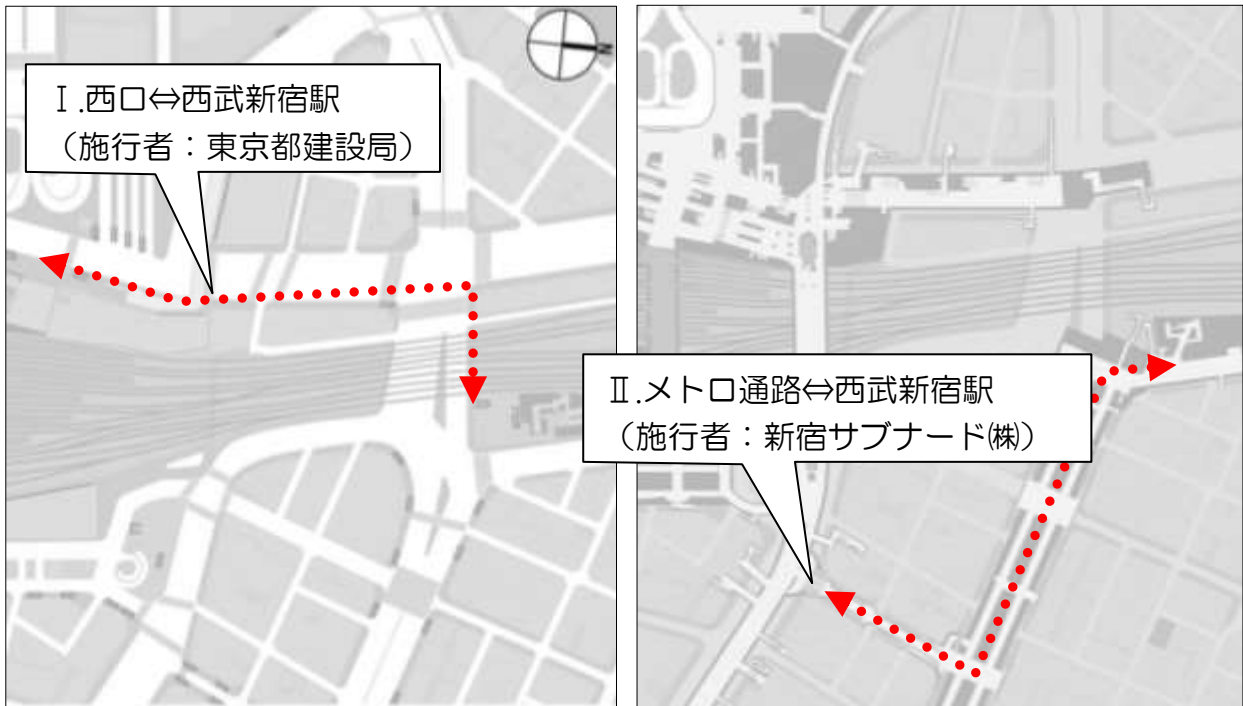 Ⅰ.西口⇔西武新宿駅
（施行者：東京都建設局）
N
Ⅱ.メトロ通路⇔西武新宿駅
（施行者：新宿サブナード㈱）